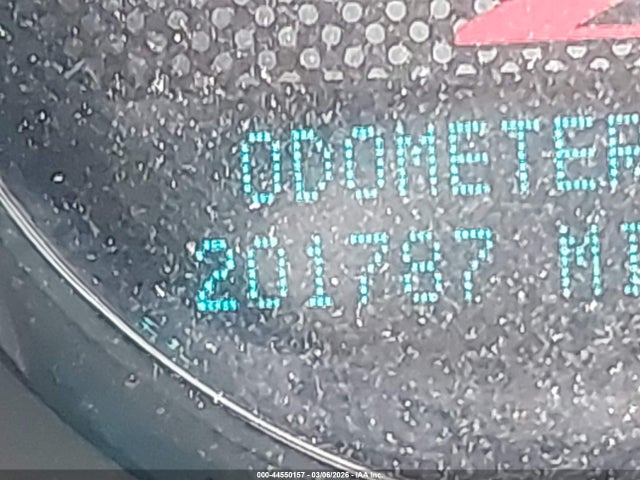 ODOMETER
201787 MI
000-44550157 - 03/06/2026 - IAA Inc.